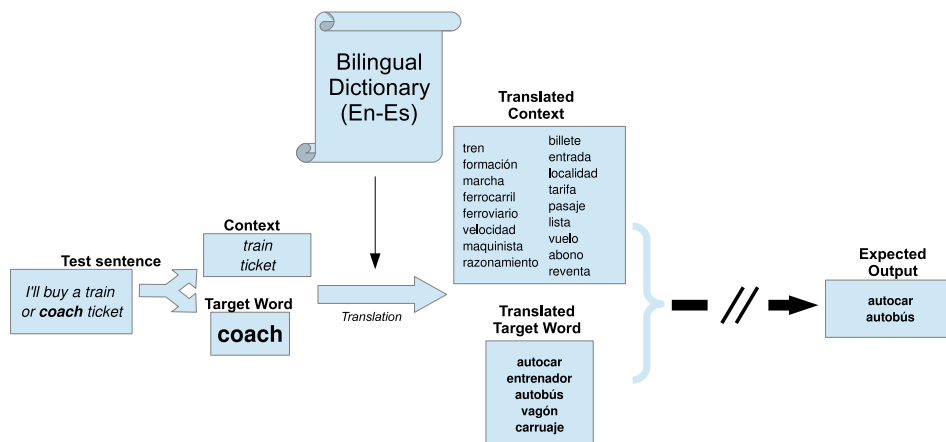 Bilingual
Dictionary
(En-Es)
Test sentence
I'll buy a train
or coach ticket
Context
train
ticket
Target Word
coach
Translation
Translated
Context
tren
formación
marcha
ferrocarril
ferroviario
velocidad
maquinista
razonamiento
billete
entrada
localidad
tarifa
pasaje
lista
vuelo
abono
reventa
Translated
Target Word
autocar
entrenador
autobús
vagón
carruaje
Expected
Output
autocar
autobús